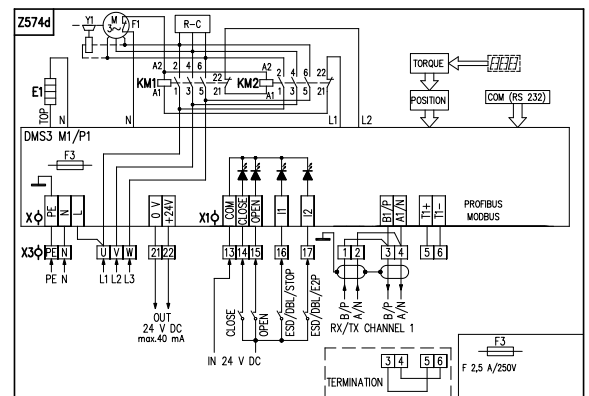 Z574d
Y1
M
3~
F1
R-C
A2 2 4 6
KM1
A1 1 3 5
22
21
A2 2 4 6 22
KM2
A1 1 3 5 21
E1
TOP
N
N
L1
L2
TORQUE
POSITION
COM (RS 232)
DMS3 M1/P1
F3
X
PE
N
L
0 V
+24V
X1
COM
CLOSE
OPEN
I1
I2
B1/P
A1/N
T1+
T1-
PROFIBUS
MODBUS
X3
PE N U V W 21 22 13 14 15 16 17 1 2 3 4 5 6
PE N L1 L2 L3
OUT
24 V DC
max.40 mA
CLOSE
OPEN
ESD/DBL/STOP
ESD/DBL/E2P
IN 24 V DC
B/P
A/N
B/P
A/N
RX/TX CHANNEL 1
TERMINATION
3 4 5 6
F3
F 2,5 A/250V